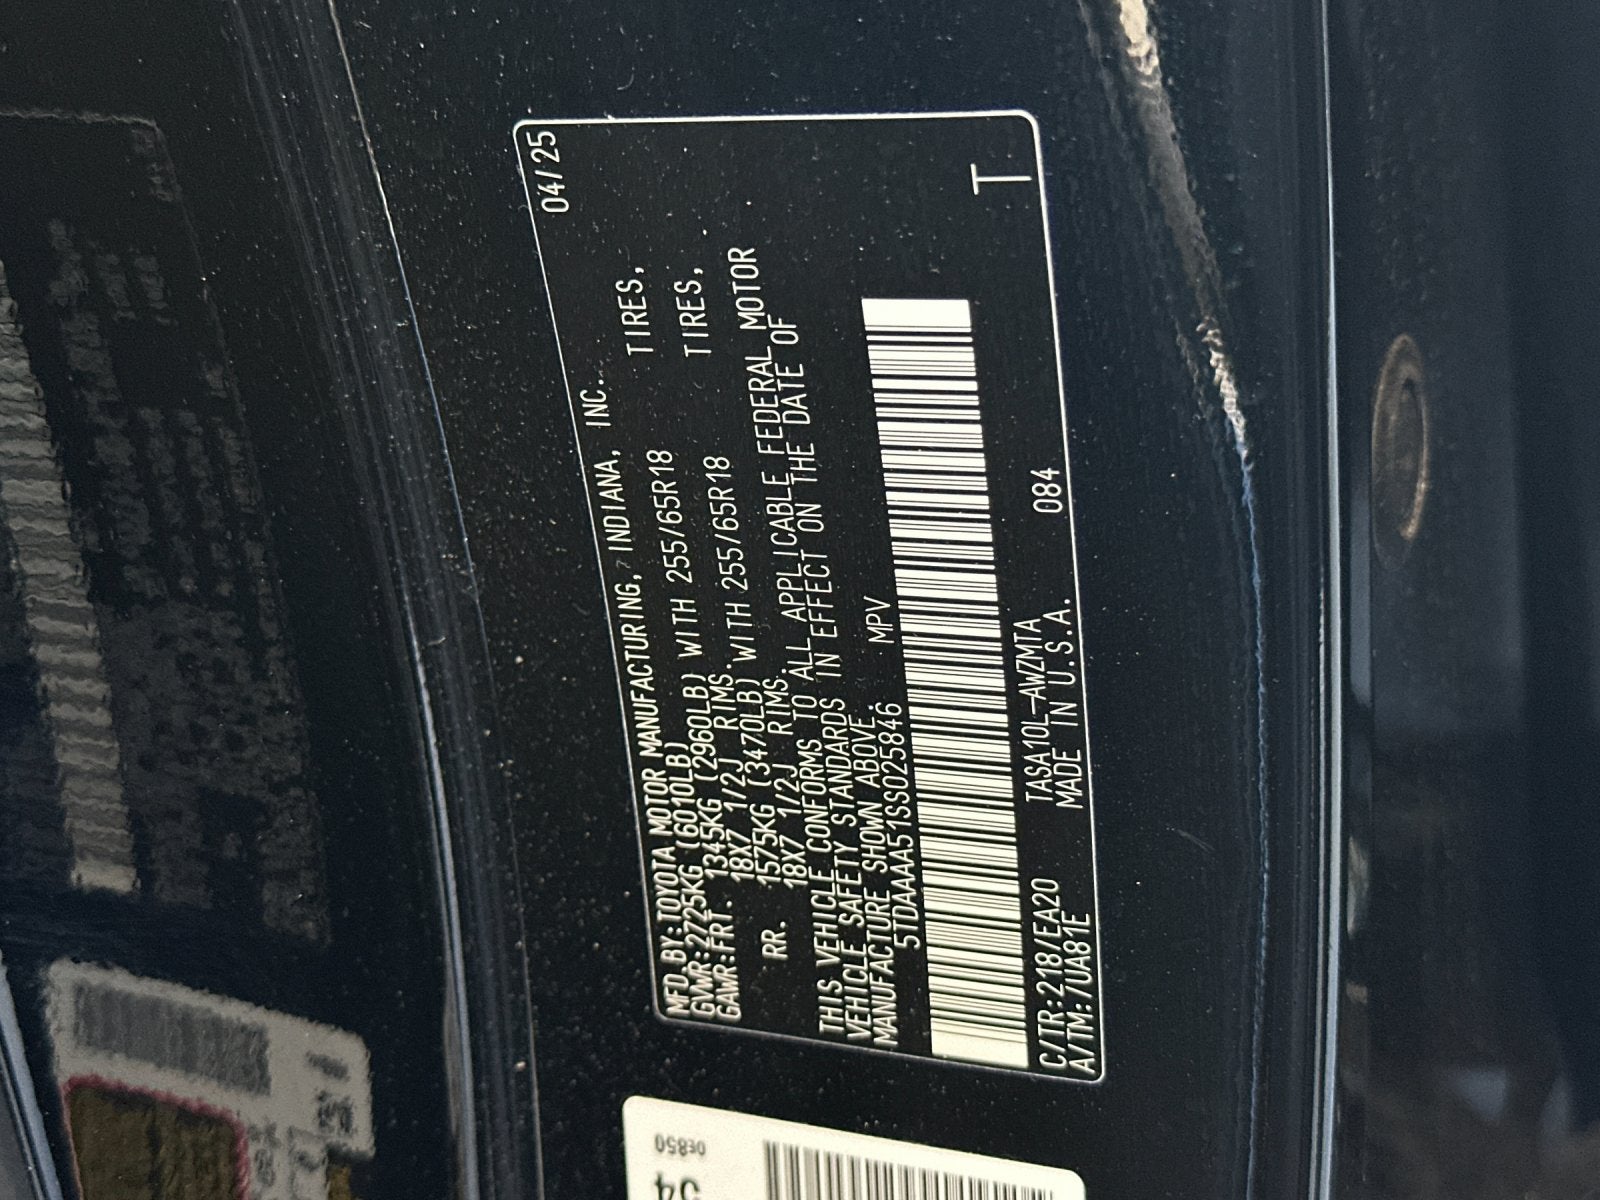 04/25
MFD.BY:TOYOTA MOTOR MANUFACTURING, INDIANA, INC.
GVWR:2725KG (6010LB)
GAWR:FRT. 1345KG (2960LB) WITH 255/65R18 TIRES,
18X7 1/2J RIMS.
RR. 1575KG (3470LB) WITH 255/65R18 TIRES,
18X7 1/2J RIMS.
THIS VEHICLE CONFORMS TO ALL APPLICABLE FEDERAL MOTOR
VEHICLE SAFETY STANDARDS IN EFFECT ON THE DATE OF
MANUFACTURE SHOWN ABOVE.
5TDAAAA51SS025846 MPV
C/TR:218/EA20 TASA10L-AWZMTA 084
A/TM:7UA81E MADE IN U.S.A.
T
0E850